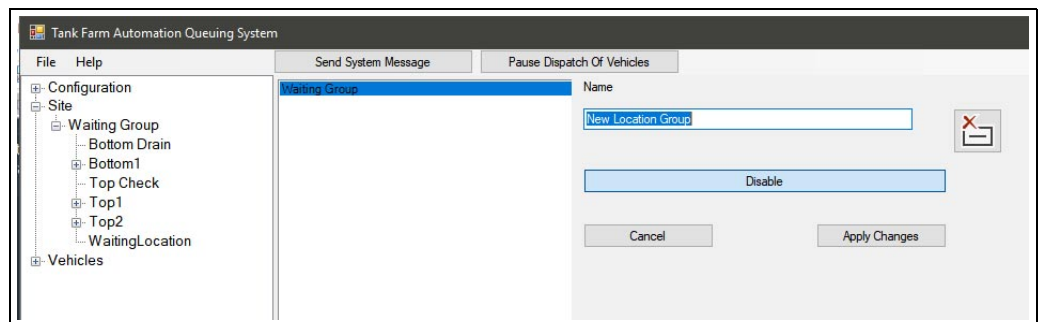 Tank Farm Automation Queuing System
File Help Send System Message Pause Dispatch Of Vehicles
Configuration
Site
Waiting Group
Bottom Drain
Bottom1
Top Check
Top1
Top2
WaitingLocation
Vehicles
Waiting Group
Name
New Location Group
Disable
Cancel Apply Changes